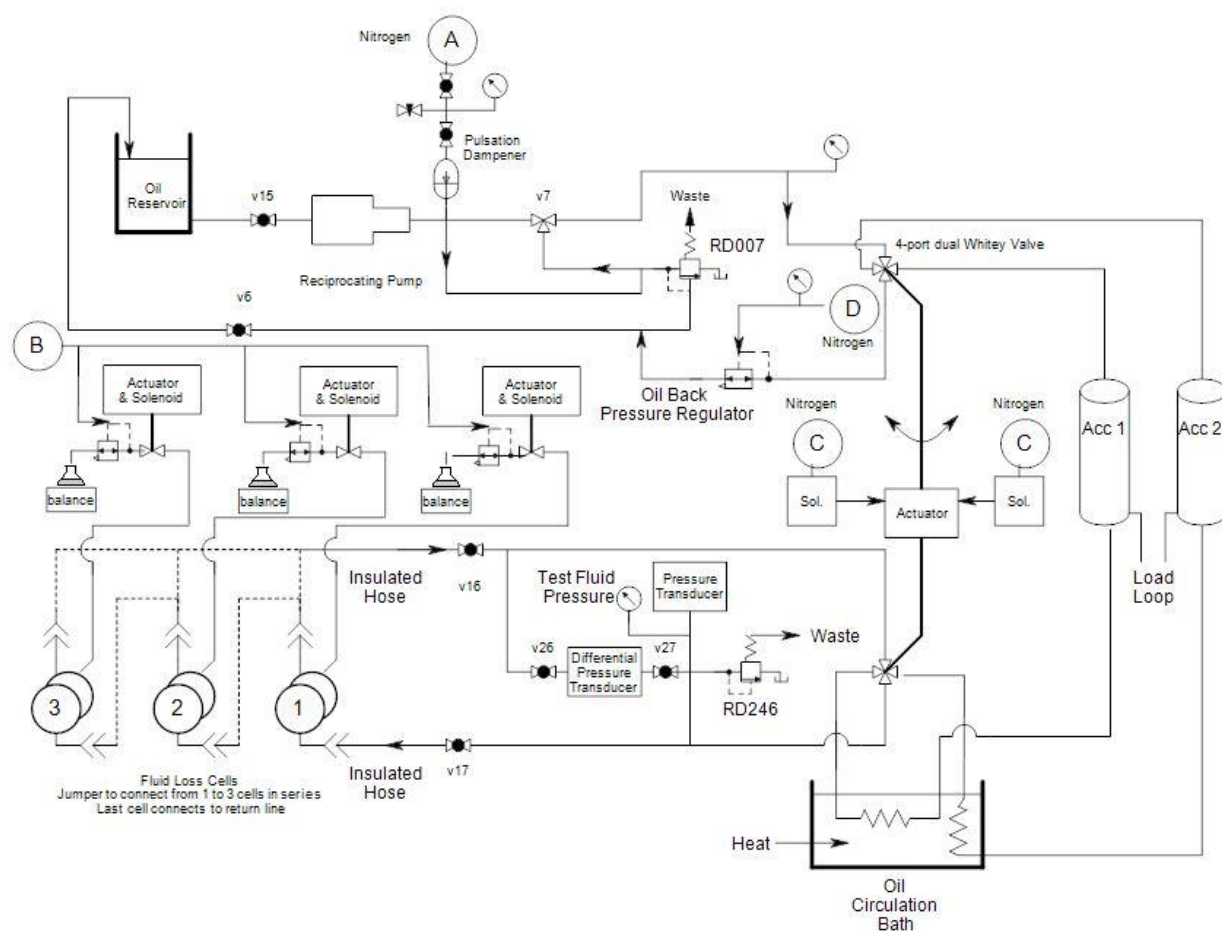 Nitrogen
A
Pulsation
Dampener
Oil
Reservoir
v15
v7
Waste
RD007
4-port dual Whitey Valve
Reciprocating Pump
v6
D
Nitrogen
B
Actuator
& Solenoid
Actuator
& Solenoid
Actuator
& Solenoid
Oil Back
Pressure Regulator
Nitrogen
C
Nitrogen
C
Acc 1
Acc 2
balance
balance
balance
Sol.
Actuator
Sol.
Insulated
Hose
v16
Test Fluid
Pressure
Pressure
Transducer
Load
Loop
v26
Differential
Pressure
Transducer
v27
Waste
RD246
3
2
1
Insulated
Hose
v17
Fluid Loss Cells
Jumper to connect from 1 to 3 cells in series
Last cell connects to return line
Heat
Oil
Circulation
Bath